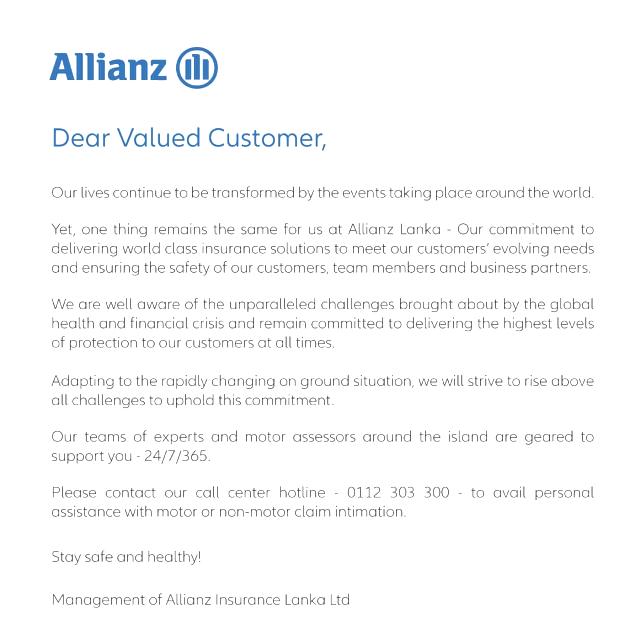 Allianz
Dear Valued Customer,
Our lives continue to be transformed by the events taking place around the world.
Yet, one thing remains the same for us at Allianz Lanka - Our commitment to
delivering world class insurance solutions to meet our customers' evolving needs
and ensuring the safety of our customers, team members and business partners.
We are well aware of the unparalleled challenges brought about by the global
health and financial crisis and remain committed to delivering the highest levels
of protection to our customers at all times.
Adapting to the rapidly changing on ground situation, we will strive to rise above
all challenges to uphold this commitment.
Our teams of experts and motor assessors around the island are geared to
support you - 24/7/365.
Please contact our call center hotline - 0112 303 300 - to avail personal
assistance with motor or non-motor claim intimation.
Stay safe and healthy!
Management of Allianz Insurance Lanka Ltd